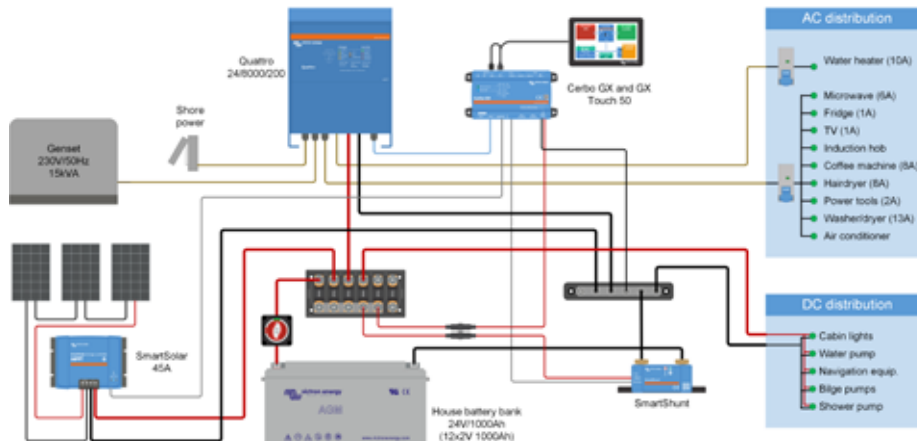 AC distribution
Quattro
24/8000/200
Cerbo GX and GX
Touch 50
Water heater (10A)
Microwave (6A)
Fridge (1A)
TV (1A)
Induction hob
Coffee machine (8A)
Hairdryer (8A)
Power tools (2A)
Washer/dryer (13A)
Air conditioner
Shore
power
Genset
230V/50Hz
15kVA
DC distribution
Cabin lights
Water pump
Navigation equip.
Bilge pumps
Shower pump
SmartSolar
45A
SmartShunt
victron energy
AGM
House battery bank
24V/1000Ah
(12x2V 1000Ah)